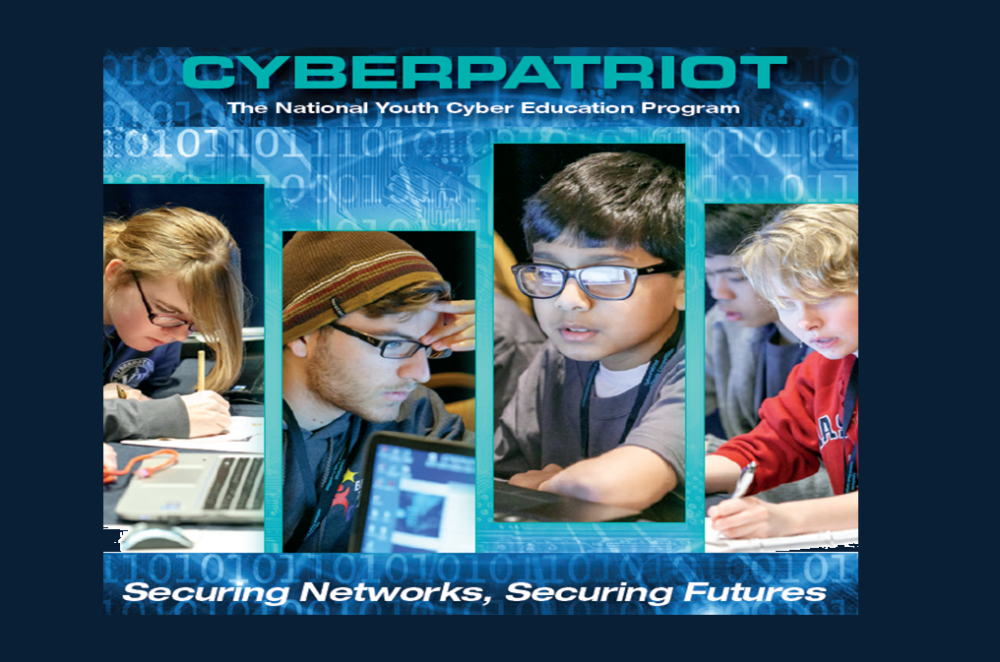 CYBERPATRIOT
The National Youth Cyber Education Program
Securing Networks, Securing Futures